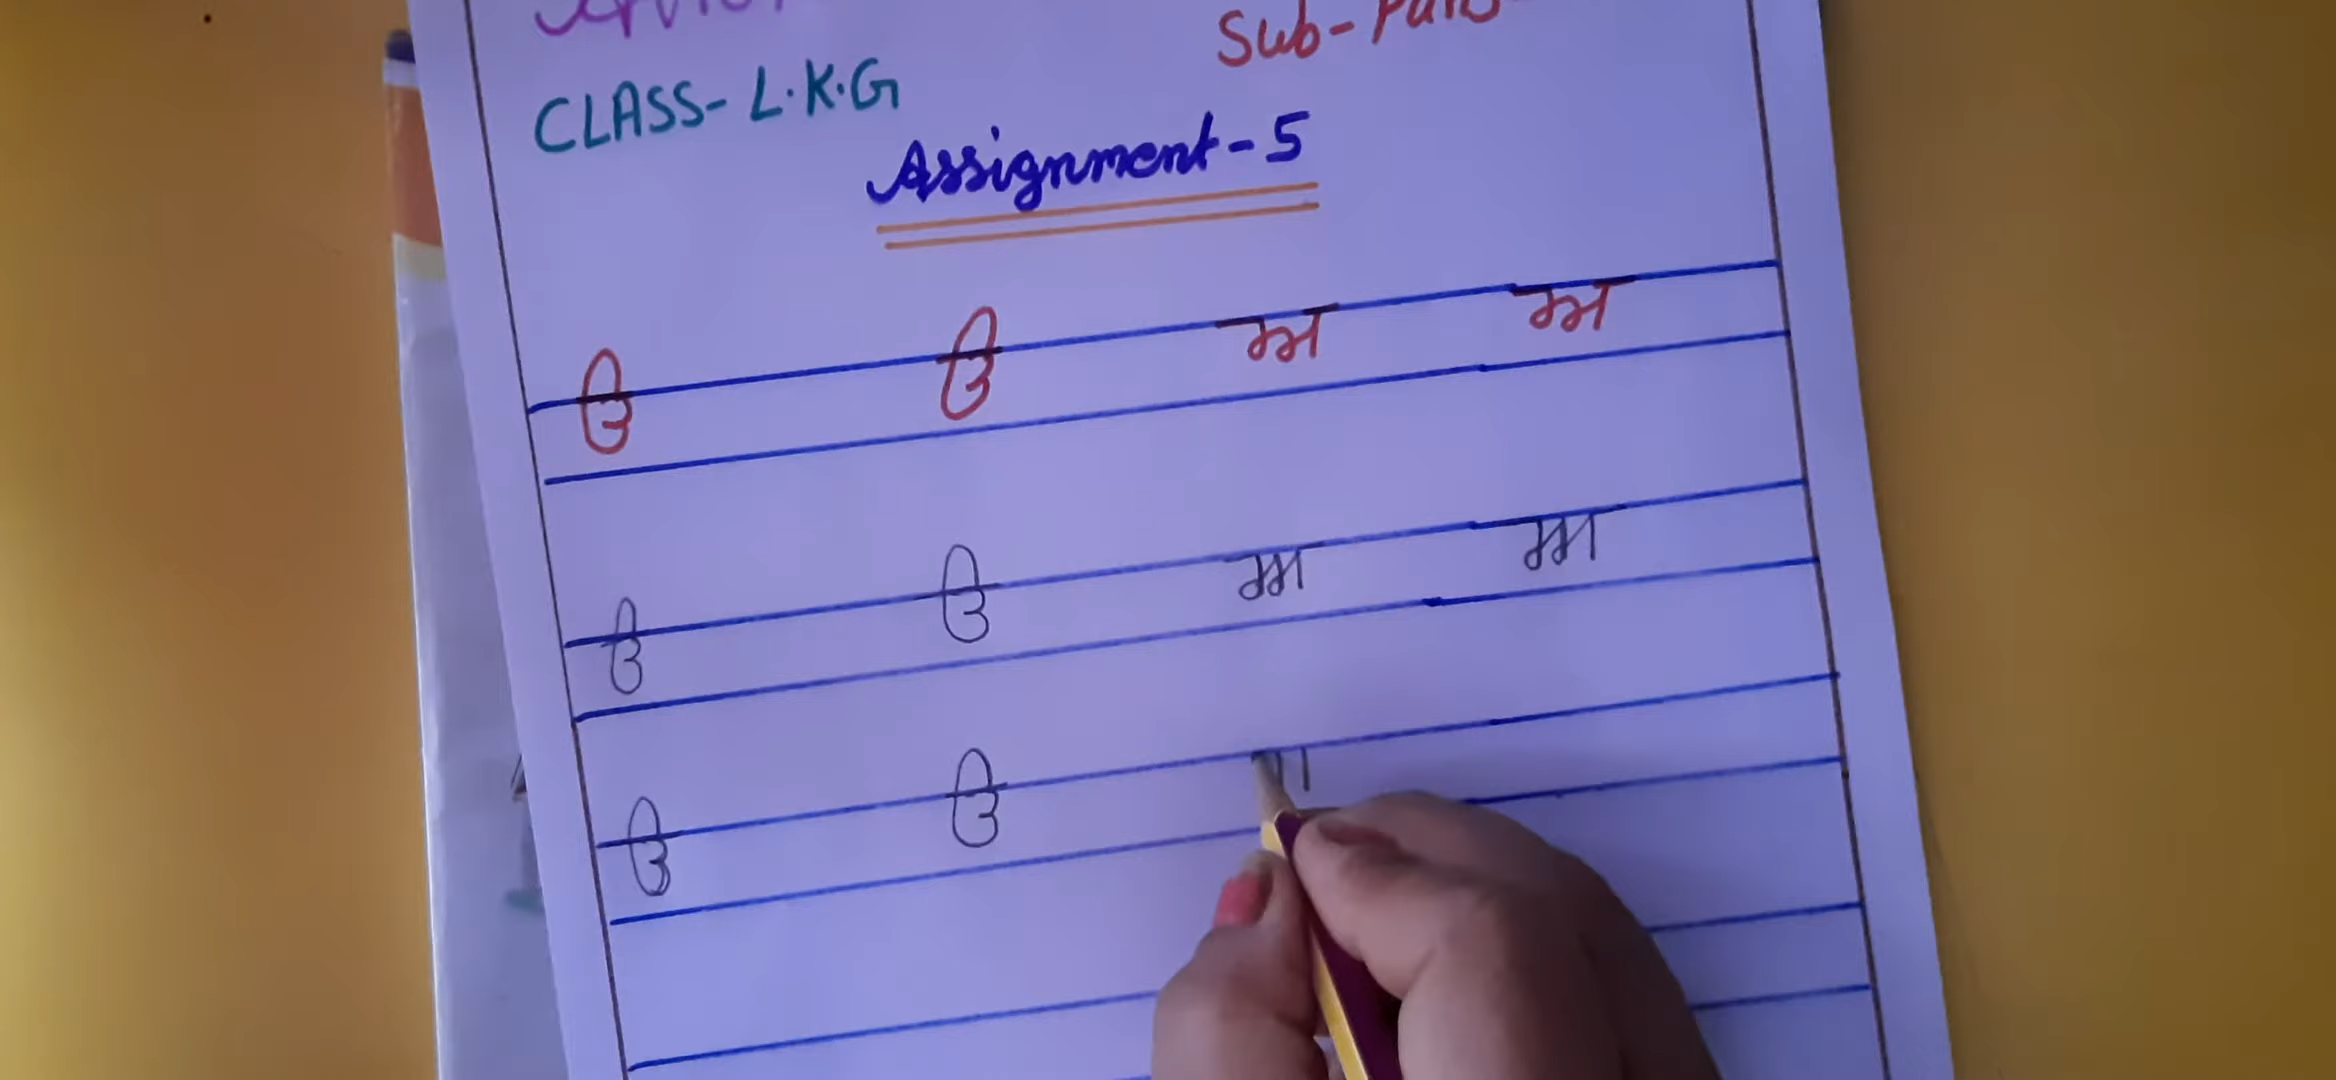 CLASS- L.K.G
Sub-
Assignment-5
ੳ ੳ ਅ ਅ
ੳ ੳ ਅ ਅ
ੳ ੳ